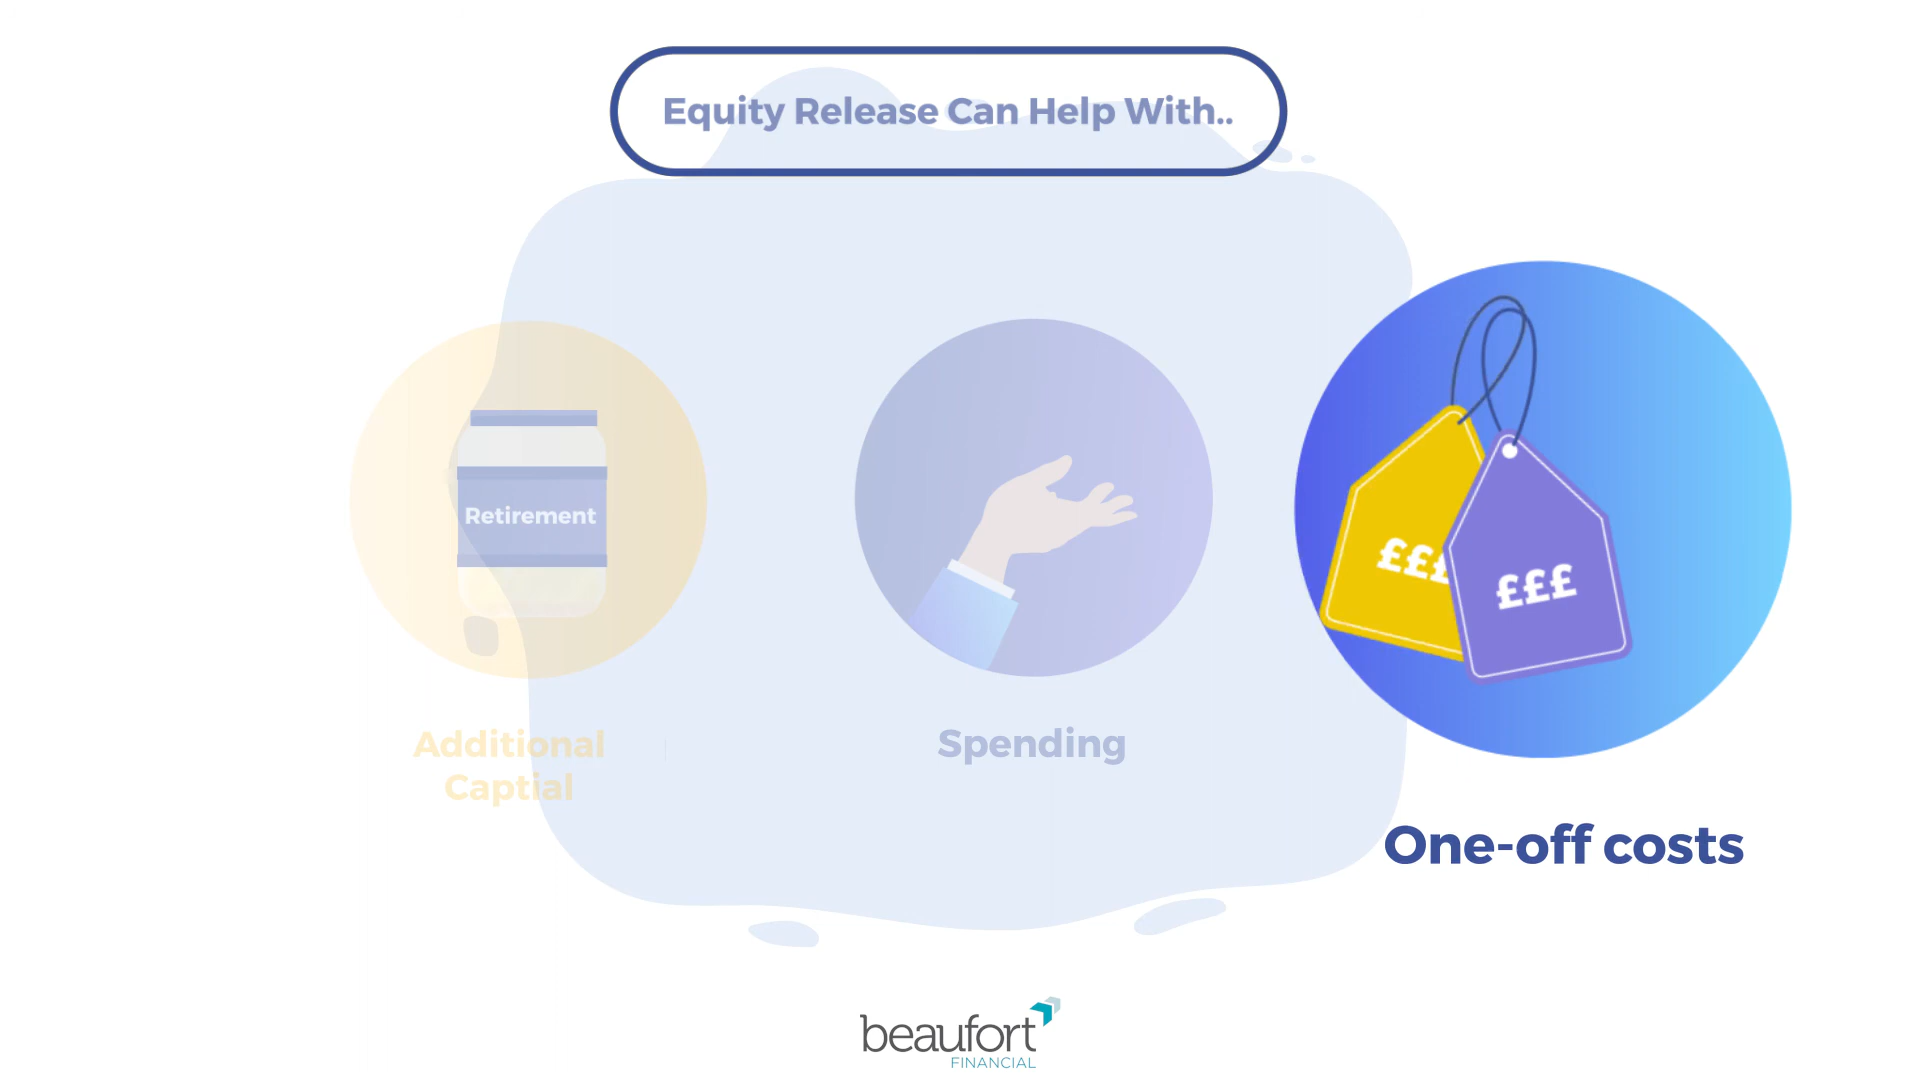 Equity Release Can Help With..
Retirement
£££
£££
Additional
Captial
Spending
One-off costs
beaufort
FINANCIAL